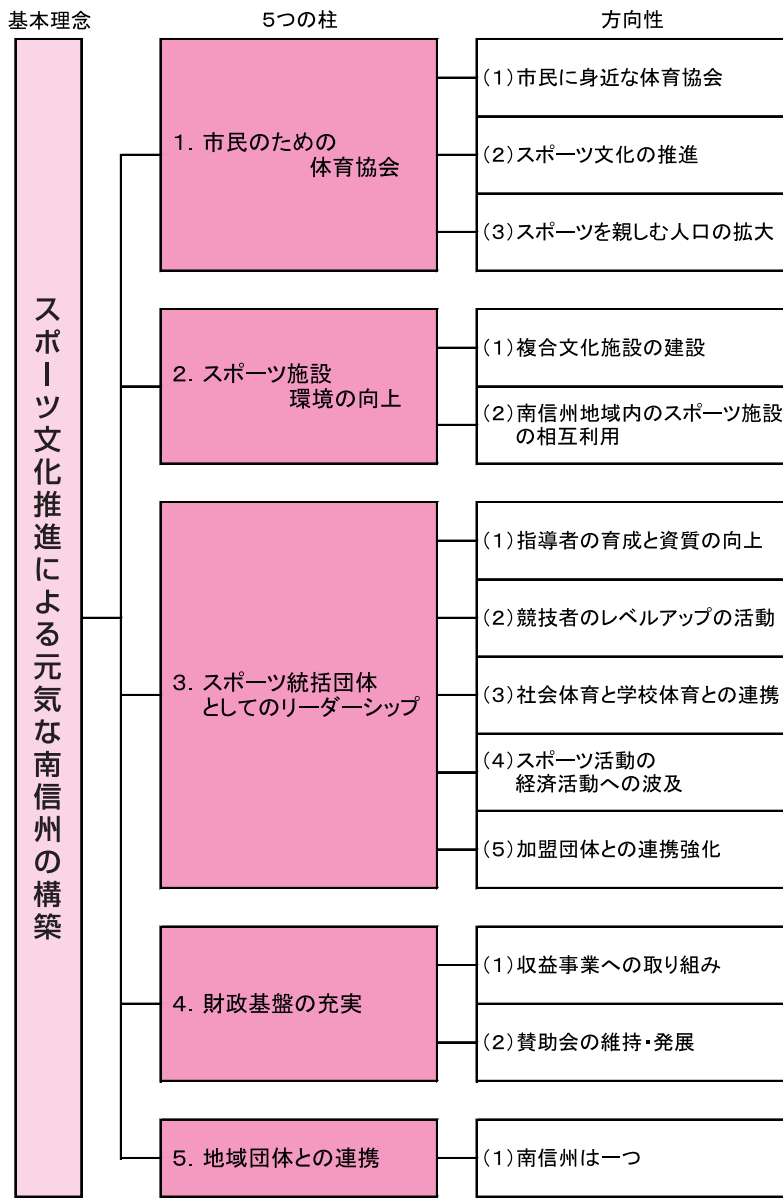 基本理念
5つの柱
方向性
スポーツ文化推進による元気な南信州の構築
1. 市民のための
体育協会
(1)市民に身近な体育協会
(2)スポーツ文化の推進
(3)スポーツを親しむ人口の拡大
2. スポーツ施設
環境の向上
(1)複合文化施設の建設
(2)南信州地域内のスポーツ施設
の相互利用
3. スポーツ統括団体
としてのリーダーシップ
(1)指導者の育成と資質の向上
(2)競技者のレベルアップの活動
(3)社会体育と学校体育との連携
(4)スポーツ活動の
経済活動への波及
(5)加盟団体との連携強化
4. 財政基盤の充実
(1)収益事業への取り組み
(2)賛助会の維持・発展
5. 地域団体との連携
(1)南信州は一つ